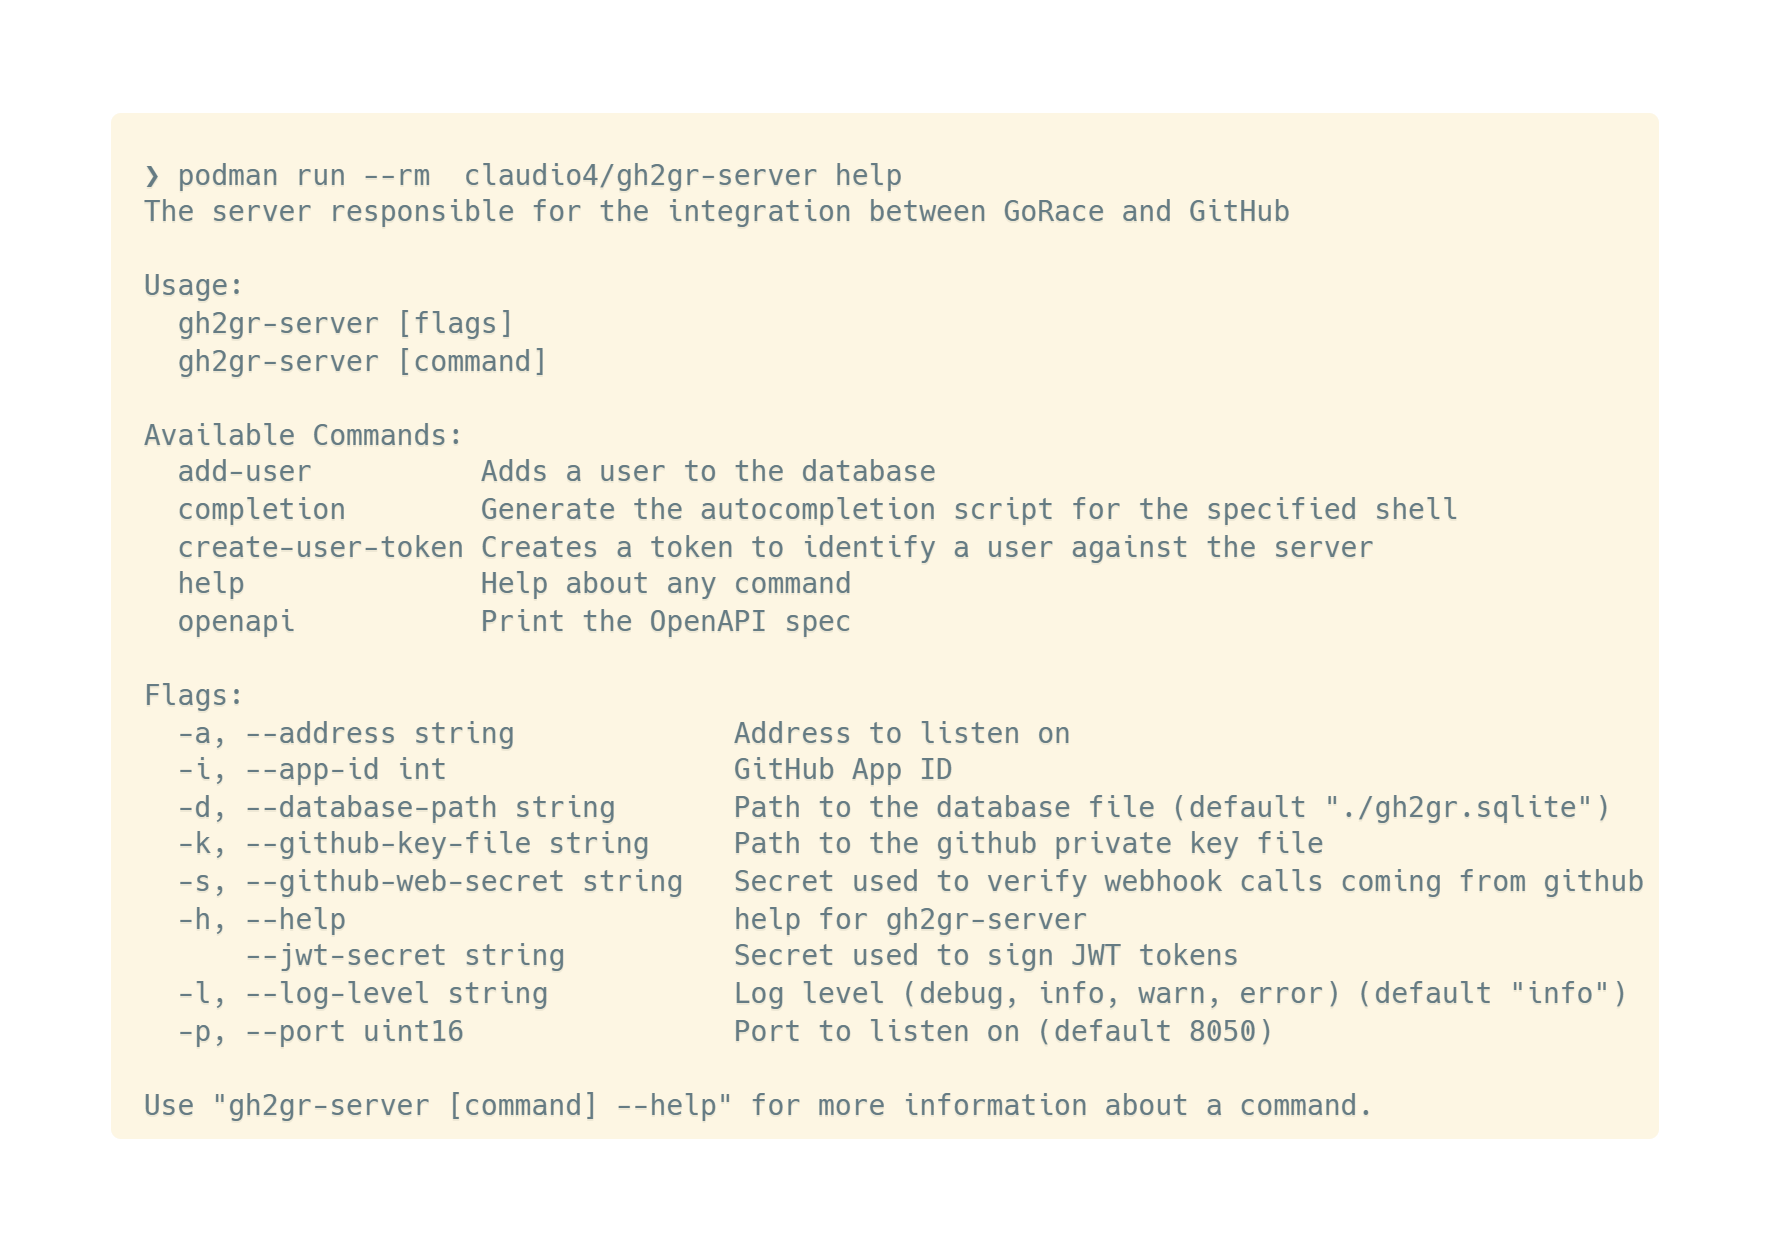 ❯ podman run --rm  claudio4/gh2gr-server help
The server responsible for the integration between GoRace and GitHub

Usage:
  gh2gr-server [flags]
  gh2gr-server [command]

Available Commands:
  add-user          Adds a user to the database
  completion        Generate the autocompletion script for the specified shell
  create-user-token Creates a token to identify a user against the server
  help              Help about any command
  openapi           Print the OpenAPI spec

Flags:
  -a, --address string             Address to listen on
  -i, --app-id int                 GitHub App ID
  -d, --database-path string       Path to the database file (default "./gh2gr.sqlite")
  -k, --github-key-file string     Path to the github private key file
  -s, --github-web-secret string   Secret used to verify webhook calls coming from github
  -h, --help                       help for gh2gr-server
      --jwt-secret string          Secret used to sign JWT tokens
  -l, --log-level string           Log level (debug, info, warn, error) (default "info")
  -p, --port uint16                Port to listen on (default 8050)

Use "gh2gr-server [command] --help" for more information about a command.